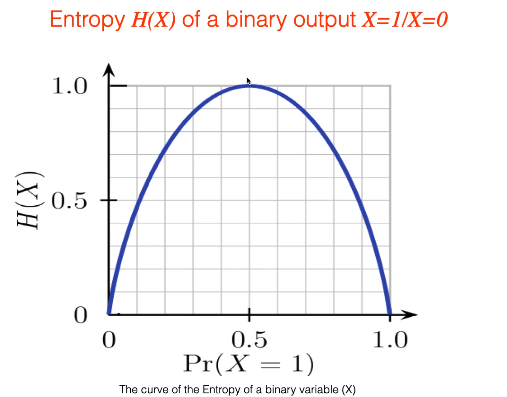 Entropy H(X) of a binary output X=1/X=0
1.0
H(X)
0.5
0
0 0.5 1.0
Pr(X = 1)
The curve of the Entropy of a binary variable (X)